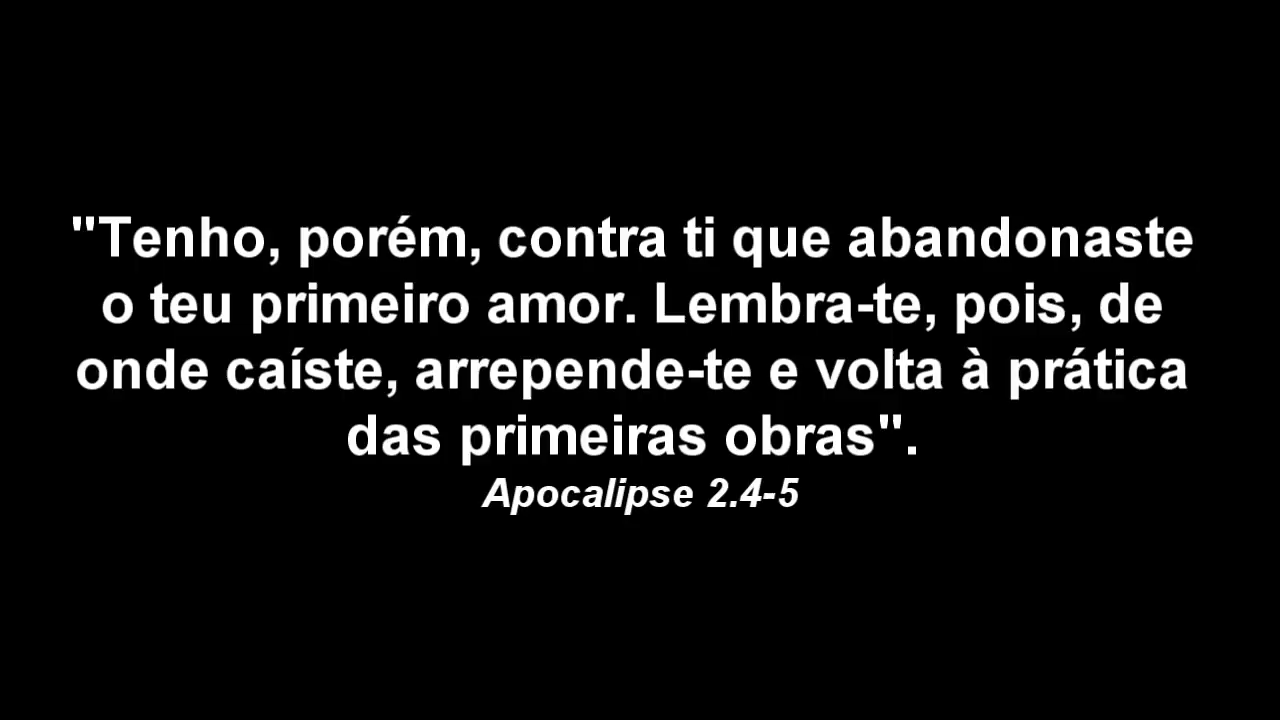 "Tenho, porém, contra ti que abandonaste
o teu primeiro amor. Lembra-te, pois, de
onde caíste, arrepende-te e volta à prática
das primeiras obras".
Apocalipse 2.4-5